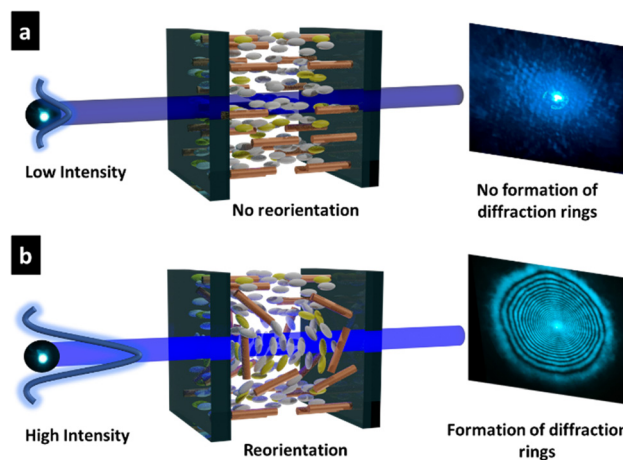 a
Low Intensity
No reorientation
No formation of
diffraction rings
b
High Intensity
Reorientation
Formation of diffraction
rings